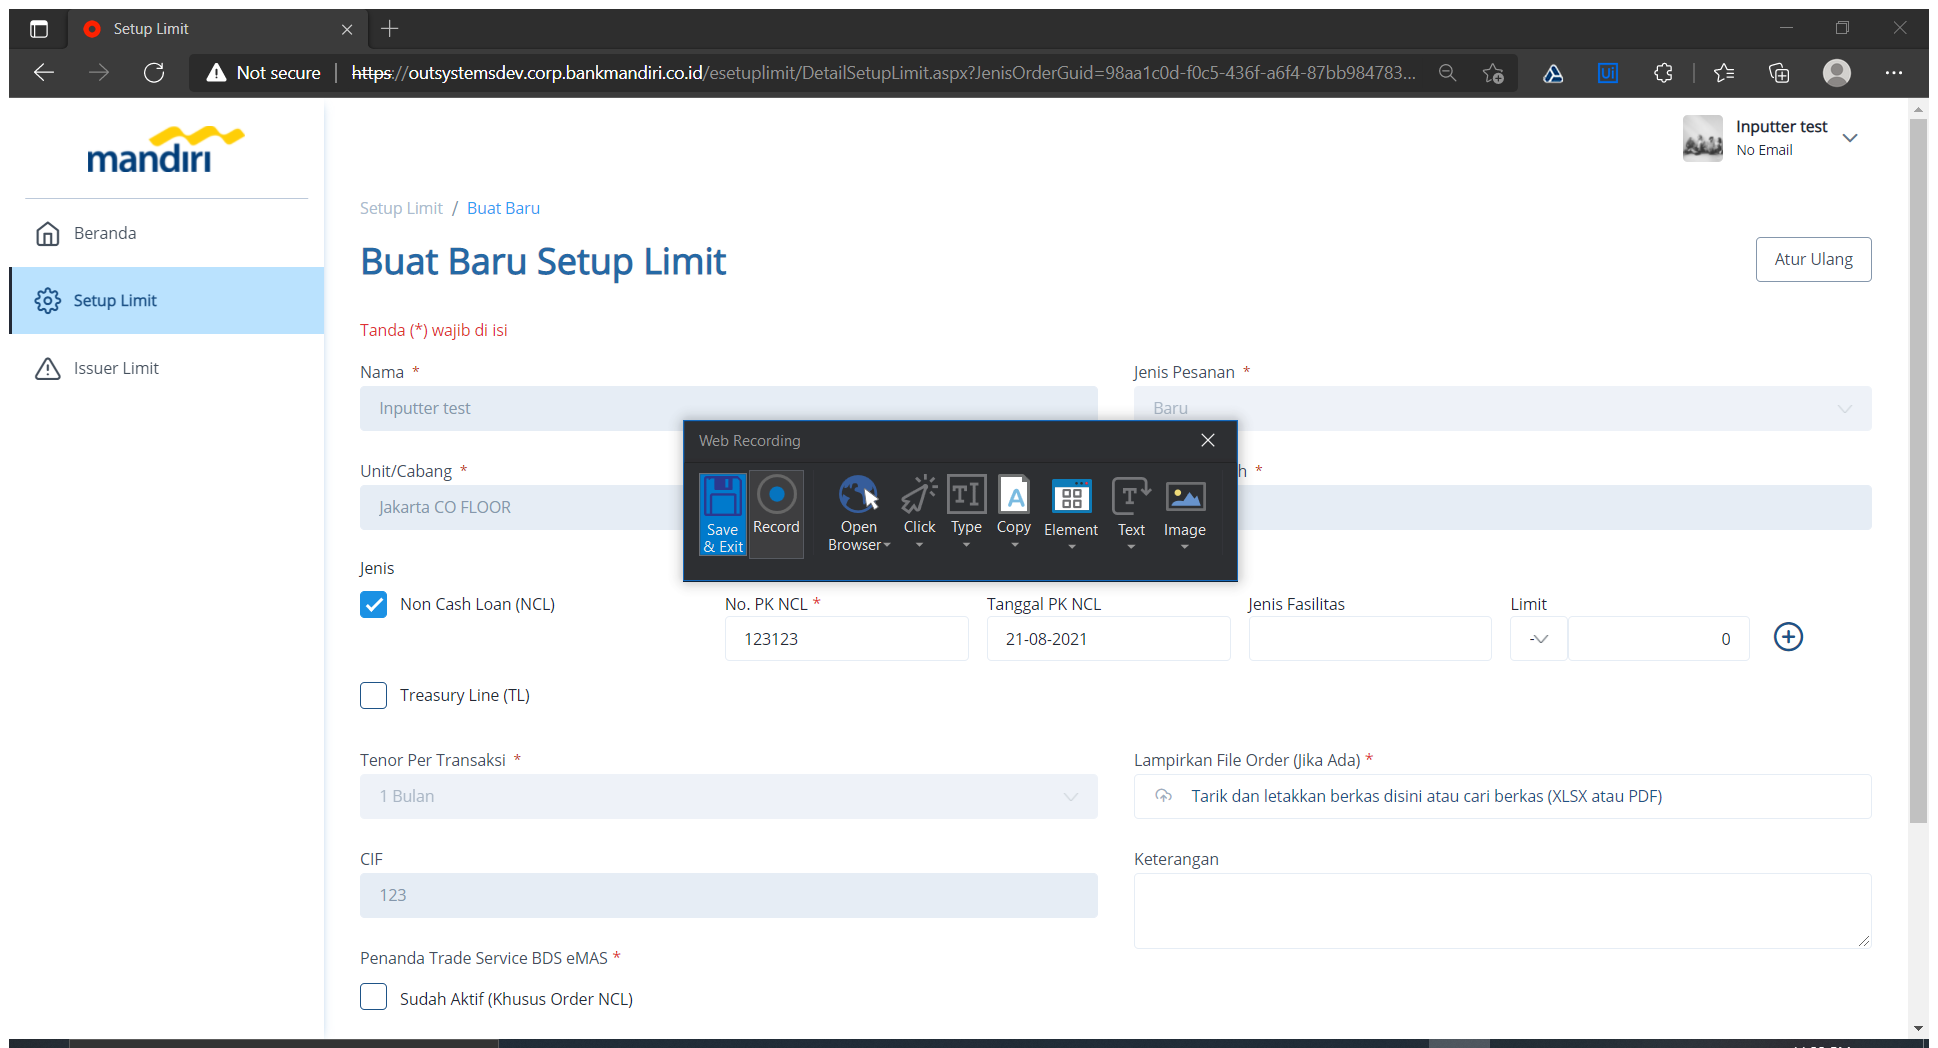 Setup Limit
Not secure https://outsystemsdev.corp.bankmandiri.co.id/esetuplimit/DetailSetupLimit.aspx?JenisOrderGuid=98aa1c0d-f0c5-436f-a6f4-87bb984783...
Ui
mandiri
Inputter test
No Email
Beranda
Setup Limit
Issuer Limit
Setup Limit / Buat Baru
Buat Baru Setup Limit
Atur Ulang
Tanda (*) wajib di isi
Nama *
Jenis Pesanan *
Inputter test
Baru
Unit/Cabang *
h *
Jakarta CO FLOOR
Web Recording
Save & Exit
Record
Open Browser
Click
Type
Copy
Element
Text
Image
Jenis
Non Cash Loan (NCL)
No. PK NCL *
Tanggal PK NCL
Jenis Fasilitas
Limit
123123
21-08-2021
-
0
Treasury Line (TL)
Tenor Per Transaksi *
Lampirkan File Order (Jika Ada) *
1 Bulan
Tarik dan letakkan berkas disini atau cari berkas (XLSX atau PDF)
CIF
Keterangan
123
Penanda Trade Service BDS eMAS *
Sudah Aktif (Khusus Order NCL)